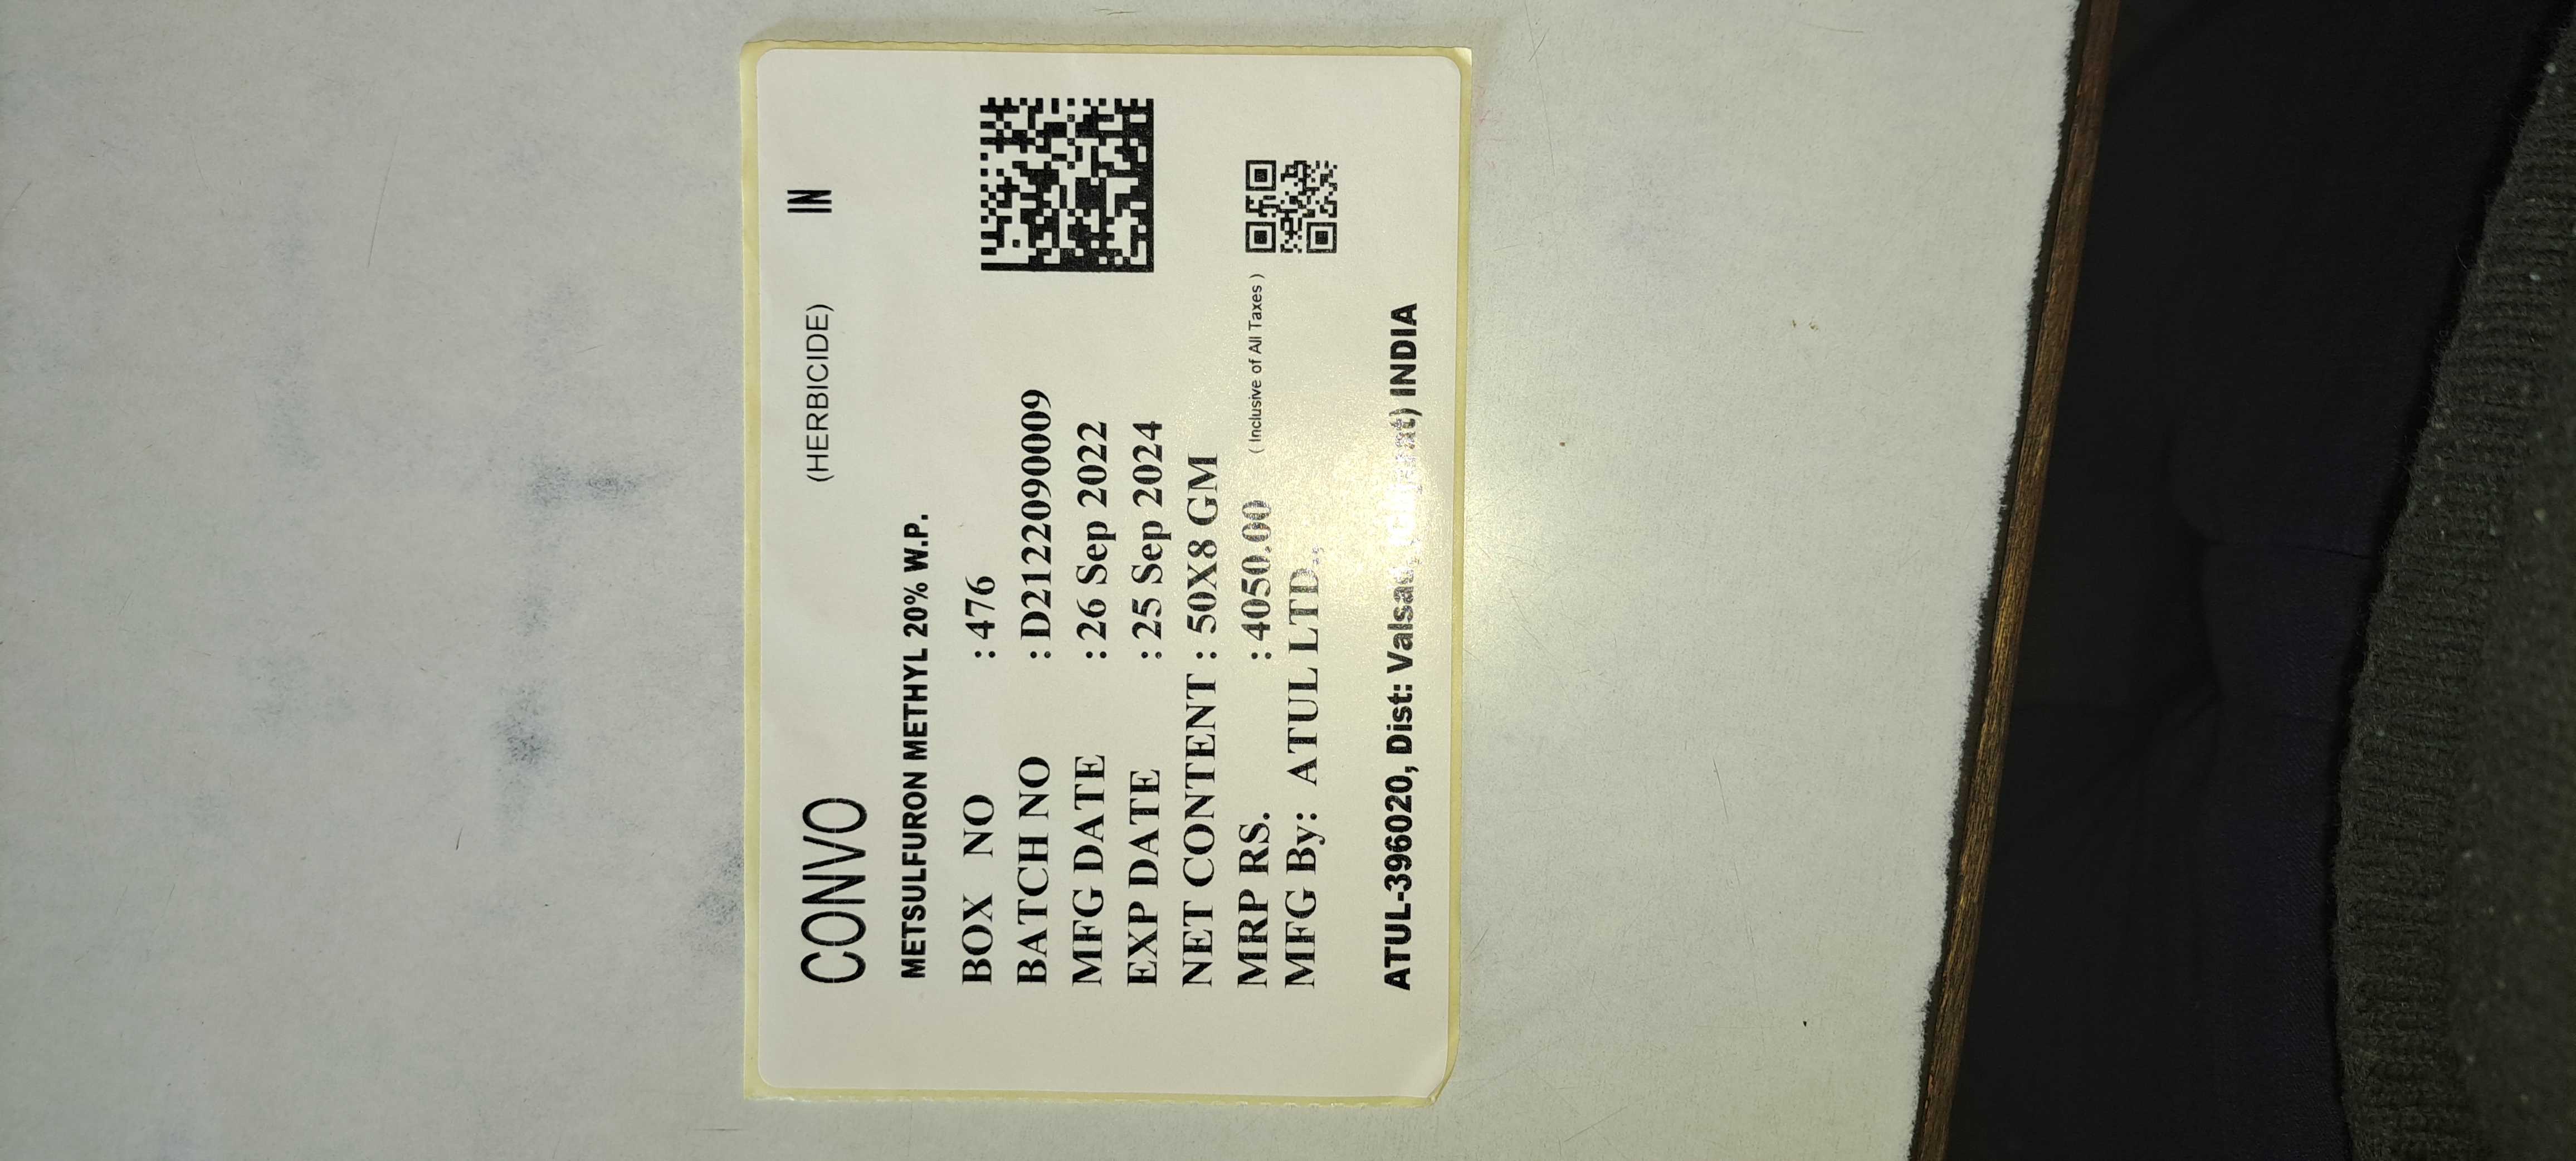 CONVO (HERBICIDE) IN
METSULFURON METHYL 20% W.P.
BOX NO : 476
BATCH NO : D2122090009
MFG DATE : 26 Sep 2022
EXP DATE : 25 Sep 2024
NET CONTENT : 50X8 GM
MRP RS. : 4050.00 ( Inclusive of All Taxes )
MFG By: ATUL LTD.,
ATUL-396020, Dist: Valsad, (Gujarat) INDIA